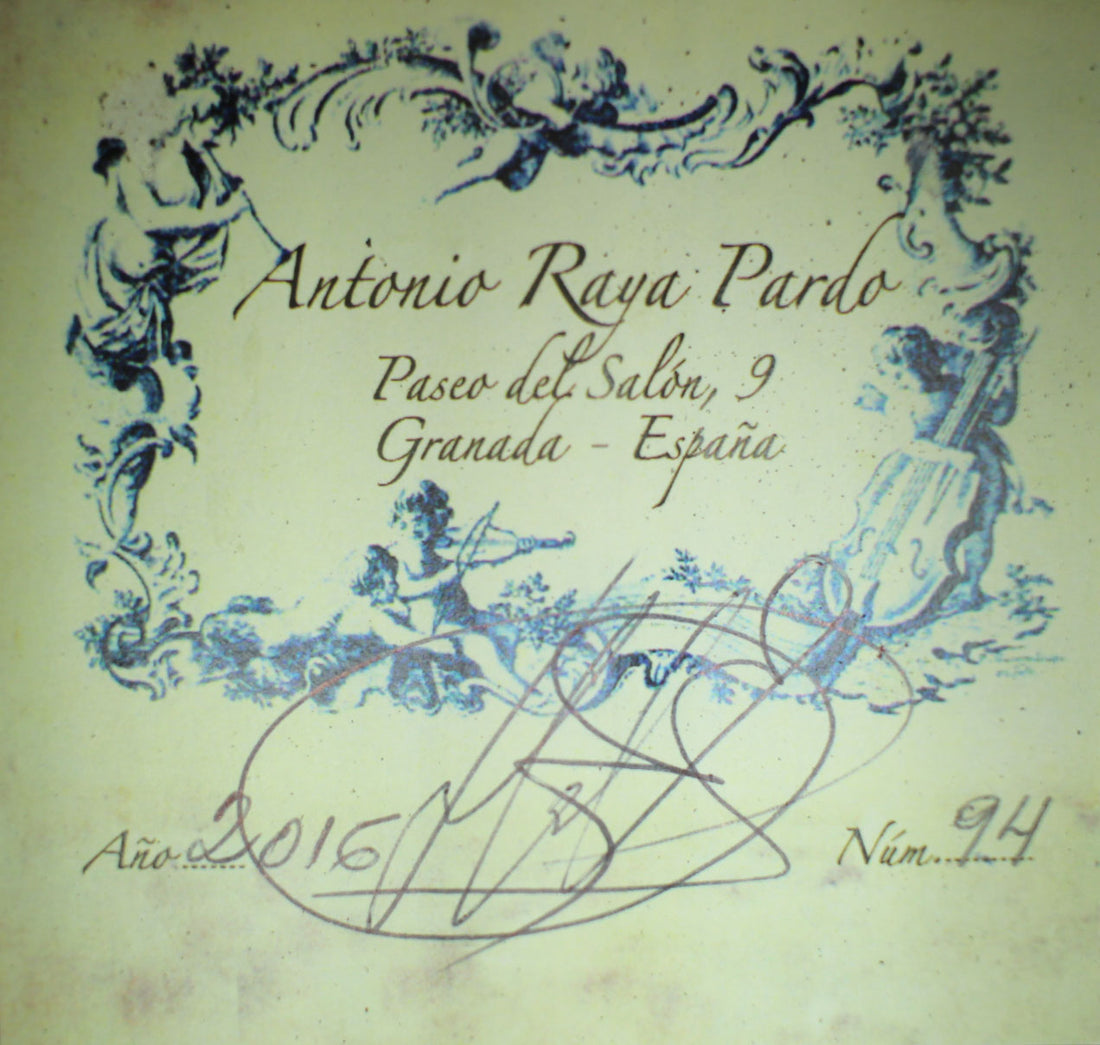 Antonio Raya Pardo
Paseo del Salón, 9
Granada - España
Año 2016
Núm. 94